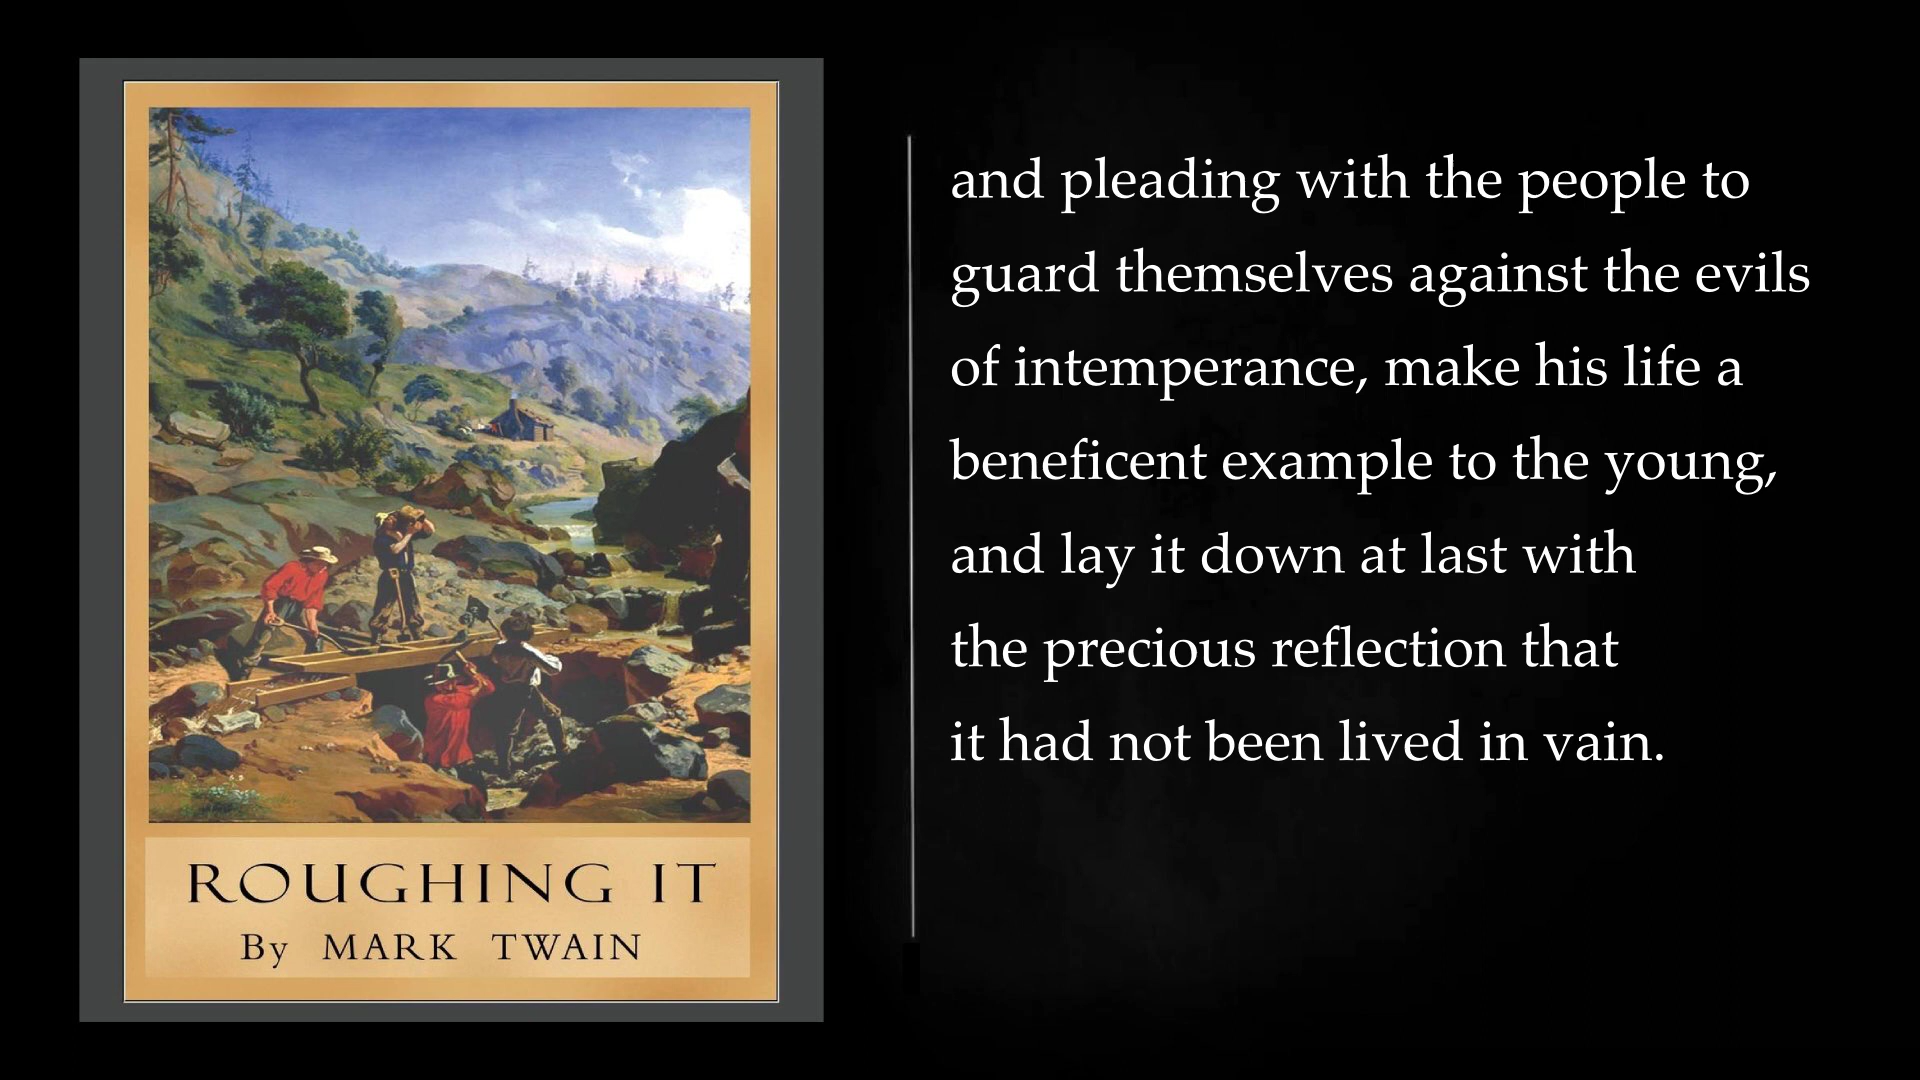 ROUGHING IT
By MARK TWAIN
and pleading with the people to
guard themselves against the evils
of intemperance, make his life a
beneficent example to the young,
and lay it down at last with
the precious reflection that
it had not been lived in vain.